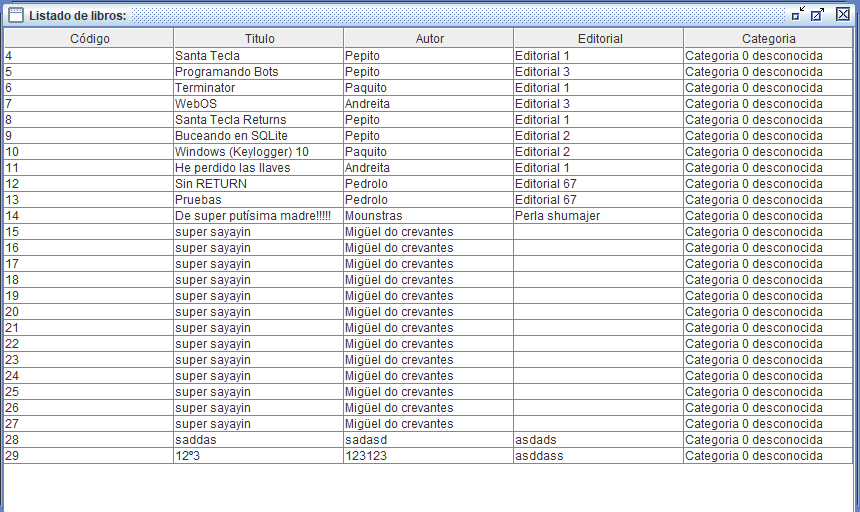 Listado de libros:
Código Titulo Autor Editorial Categoria
4 Santa Tecla Pepito Editorial 1 Categoria 0 desconocida
5 Programando Bots Pepito Editorial 3 Categoria 0 desconocida
6 Terminator Paquito Editorial 1 Categoria 0 desconocida
7 WebOS Andreita Editorial 3 Categoria 0 desconocida
8 Santa Tecla Returns Pepito Editorial 1 Categoria 0 desconocida
9 Buceando en SQLite Pepito Editorial 2 Categoria 0 desconocida
10 Windows (Keylogger) 10 Paquito Editorial 2 Categoria 0 desconocida
11 He perdido las llaves Andreita Editorial 1 Categoria 0 desconocida
12 Sin RETURN Pedrolo Editorial 67 Categoria 0 desconocida
13 Pruebas Pedrolo Editorial 67 Categoria 0 desconocida
14 De super putísima madre!!!!! Mounstras Perla shumajer Categoria 0 desconocida
15 super sayayin Migüel do crevantes Categoria 0 desconocida
16 super sayayin Migüel do crevantes Categoria 0 desconocida
17 super sayayin Migüel do crevantes Categoria 0 desconocida
18 super sayayin Migüel do crevantes Categoria 0 desconocida
19 super sayayin Migüel do crevantes Categoria 0 desconocida
20 super sayayin Migüel do crevantes Categoria 0 desconocida
21 super sayayin Migüel do crevantes Categoria 0 desconocida
22 super sayayin Migüel do crevantes Categoria 0 desconocida
23 super sayayin Migüel do crevantes Categoria 0 desconocida
24 super sayayin Migüel do crevantes Categoria 0 desconocida
25 super sayayin Migüel do crevantes Categoria 0 desconocida
26 super sayayin Migüel do crevantes Categoria 0 desconocida
27 super sayayin Migüel do crevantes Categoria 0 desconocida
28 saddas sadasd asdads Categoria 0 desconocida
29 12º3 123123 asddass Categoria 0 desconocida